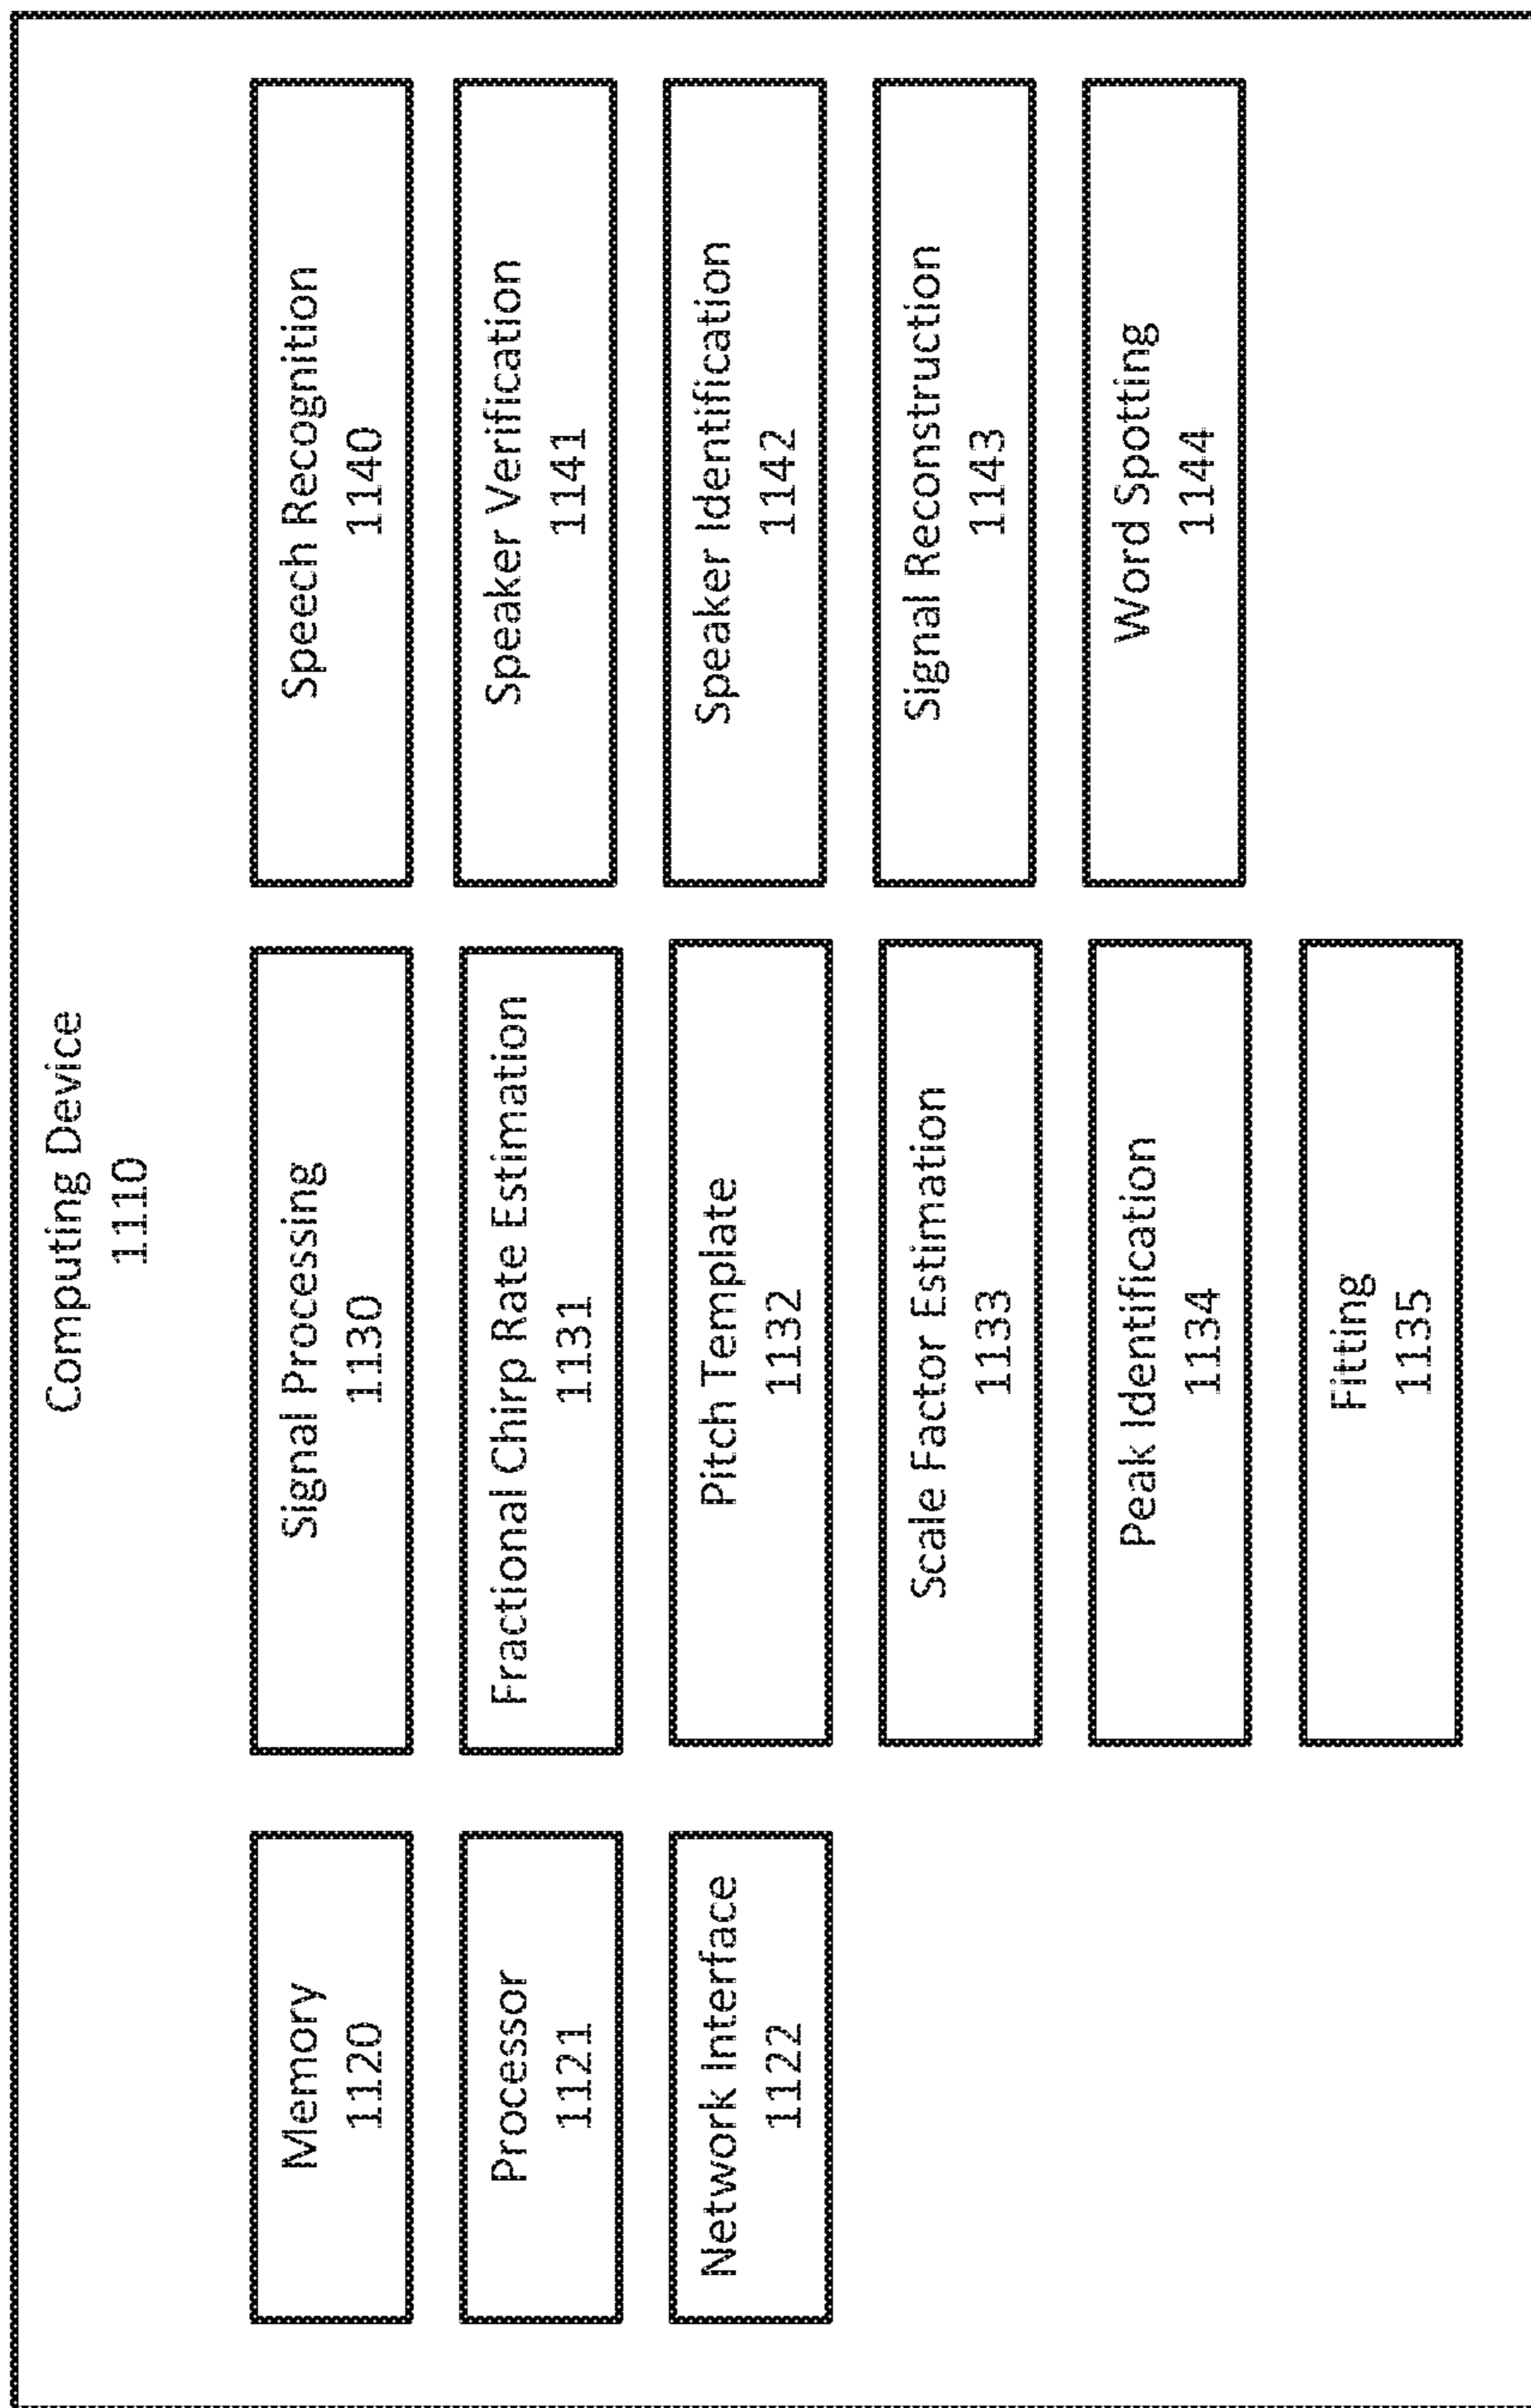 Computing Device
1110
Memory
1120
Processor
1121
Network Interface
1122
Signal Processing
1130
Fractional Chirp Rate Estimation
1131
Pitch Template
1132
Scale Factor Estimation
1133
Peak Identification
1134
Fitting
1135
Speech Recognition
1140
Speaker Verification
1141
Speaker Identification
1142
Signal Reconstruction
1143
Word Spotting
1144